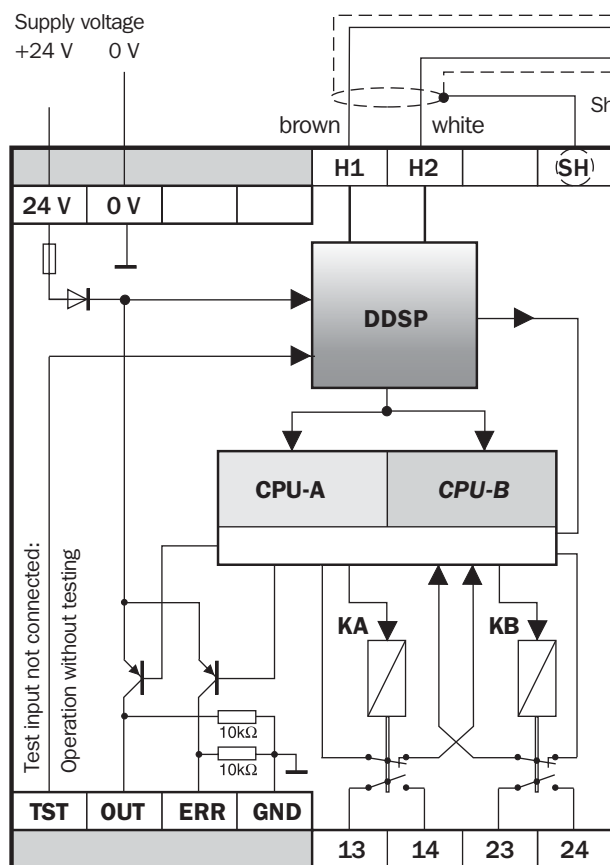 Supply voltage
+24 V 0 V
Sh
brown white
H1 H2 SH
24 V 0 V
DDSP
CPU-A CPU-B
Test input not connected:
Operation without testing
KA KB
10kΩ
10kΩ
TST OUT ERR GND
13 14 23 24